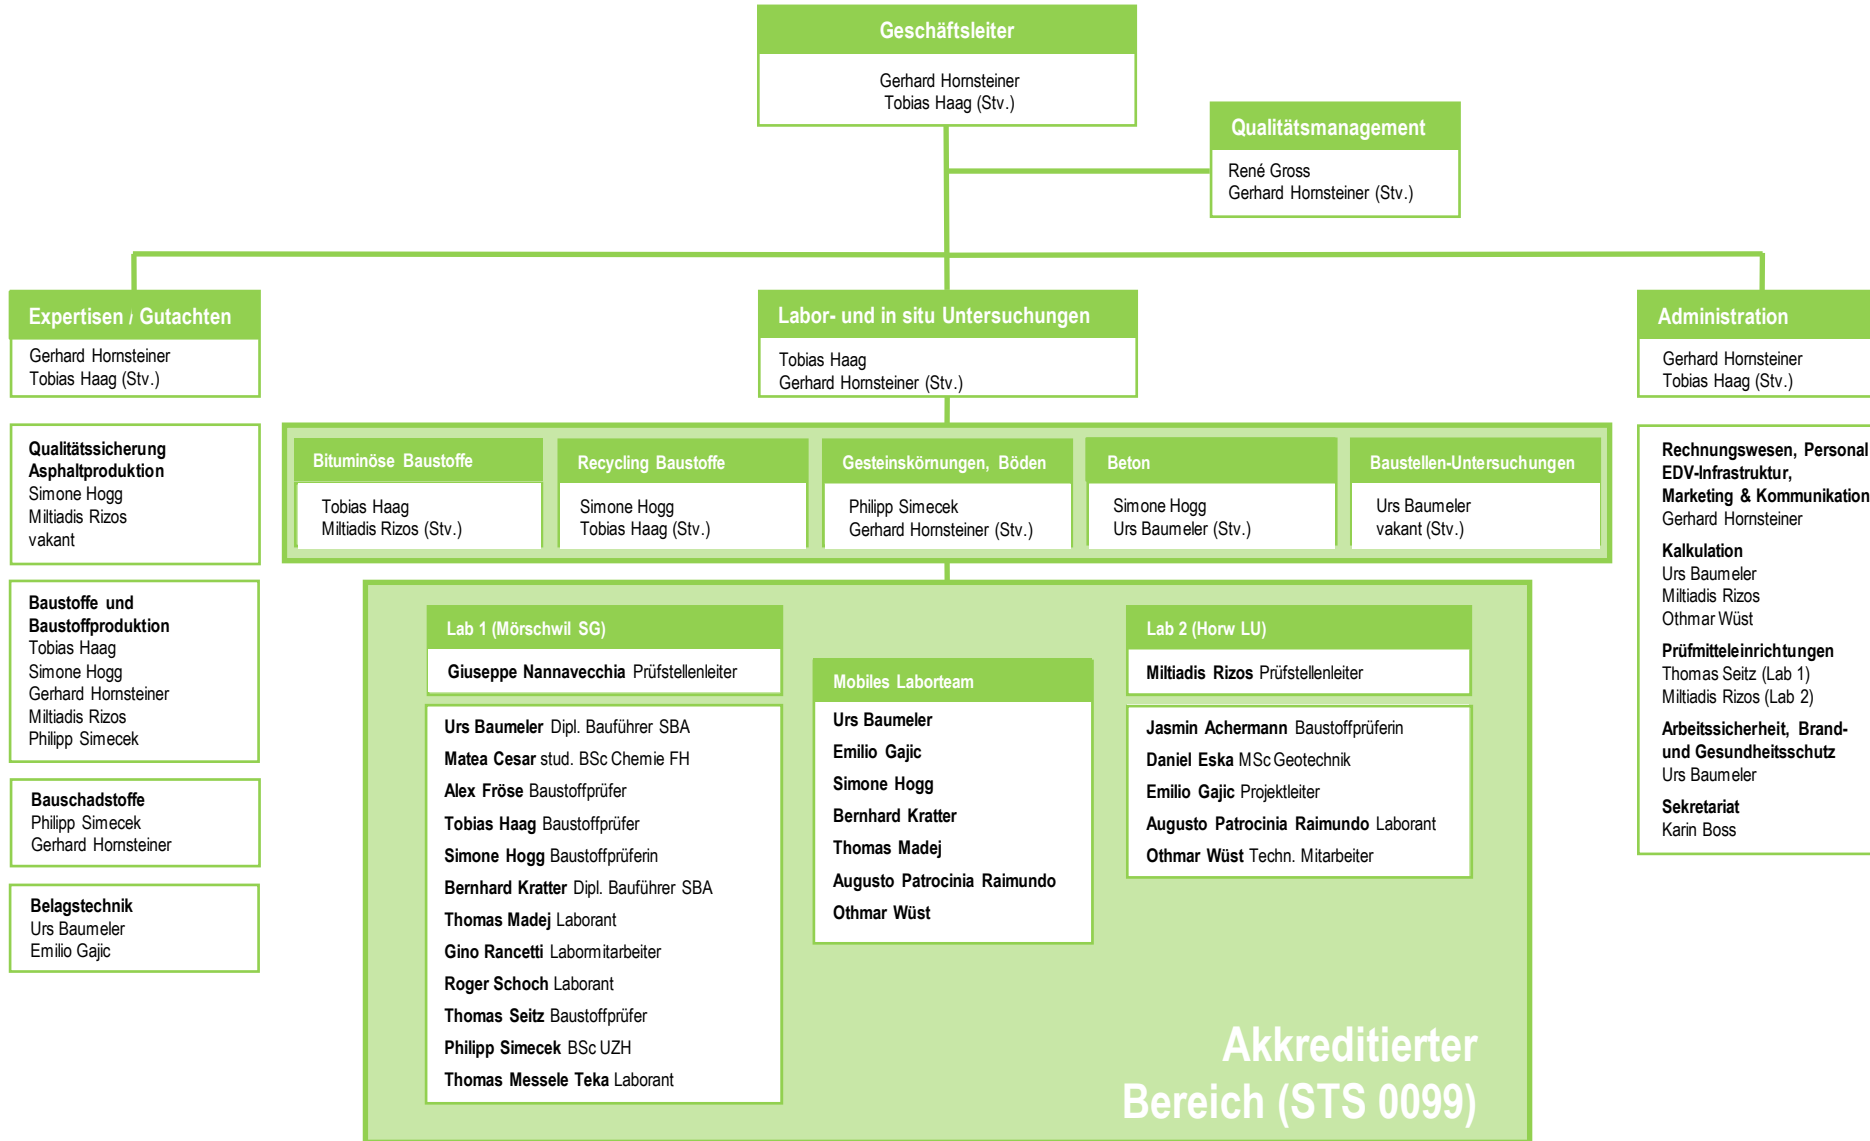 Geschäftsleiter
Gerhard Hornsteiner
Tobias Haag (Stv.)
Qualitätsmanagement
René Gross
Gerhard Hornsteiner (Stv.)
Expertisen / Gutachten
Gerhard Hornsteiner
Tobias Haag (Stv.)
Qualitätssicherung
Asphaltproduktion
Simone Hogg
Miltiadis Rizos
vakant
Baustoffe und
Baustoffproduktion
Tobias Haag
Simone Hogg
Gerhard Hornsteiner
Miltiadis Rizos
Philipp Simecek
Bauschadstoffe
Philipp Simecek
Gerhard Hornsteiner
Belagstechnik
Urs Baumeler
Emilio Gajic
Labor- und in situ Untersuchungen
Tobias Haag
Gerhard Hornsteiner (Stv.)
Bituminöse Baustoffe
Tobias Haag
Miltiadis Rizos (Stv.)
Recycling Baustoffe
Simone Hogg
Tobias Haag (Stv.)
Gesteinskörnungen, Böden
Philipp Simecek
Gerhard Hornsteiner (Stv.)
Beton
Simone Hogg
Urs Baumeler (Stv.)
Baustellen-Untersuchungen
Urs Baumeler
vakant (Stv.)
Lab 1 (Mörschwil SG)
Giuseppe Nannavecchia Prüfstellenleiter
Urs Baumeler Dipl. Bauführer SBA
Matea Cesar stud. BSc Chemie FH
Alex Fröse Baustoffprüfer
Tobias Haag Baustoffprüfer
Simone Hogg Baustoffprüferin
Bernhard Kratter Dipl. Bauführer SBA
Thomas Madej Laborant
Gino Rancetti Labormitarbeiter
Roger Schoch Laborant
Thomas Seitz Baustoffprüfer
Philipp Simecek BSc UZH
Thomas Messele Teka Laborant
Mobiles Laborteam
Urs Baumeler
Emilio Gajic
Simone Hogg
Bernhard Kratter
Thomas Madej
Augusto Patrocinia Raimundo
Othmar Wüst
Lab 2 (Horw LU)
Miltiadis Rizos Prüfstellenleiter
Jasmin Achermann Baustoffprüferin
Daniel Eska MSc Geotechnik
Emilio Gajic Projektleiter
Augusto Patrocinia Raimundo Laborant
Othmar Wüst Techn. Mitarbeiter
Akkreditierter
Bereich (STS 0099)
Administration
Gerhard Hornsteiner
Tobias Haag (Stv.)
Rechnungswesen, Personal
EDV-Infrastruktur,
Marketing & Kommunikation
Gerhard Hornsteiner
Kalkulation
Urs Baumeler
Miltiadis Rizos
Othmar Wüst
Prüfmitteleinrichtungen
Thomas Seitz (Lab 1)
Miltiadis Rizos (Lab 2)
Arbeitssicherheit, Brand-
und Gesundheitsschutz
Urs Baumeler
Sekretariat
Karin Boss